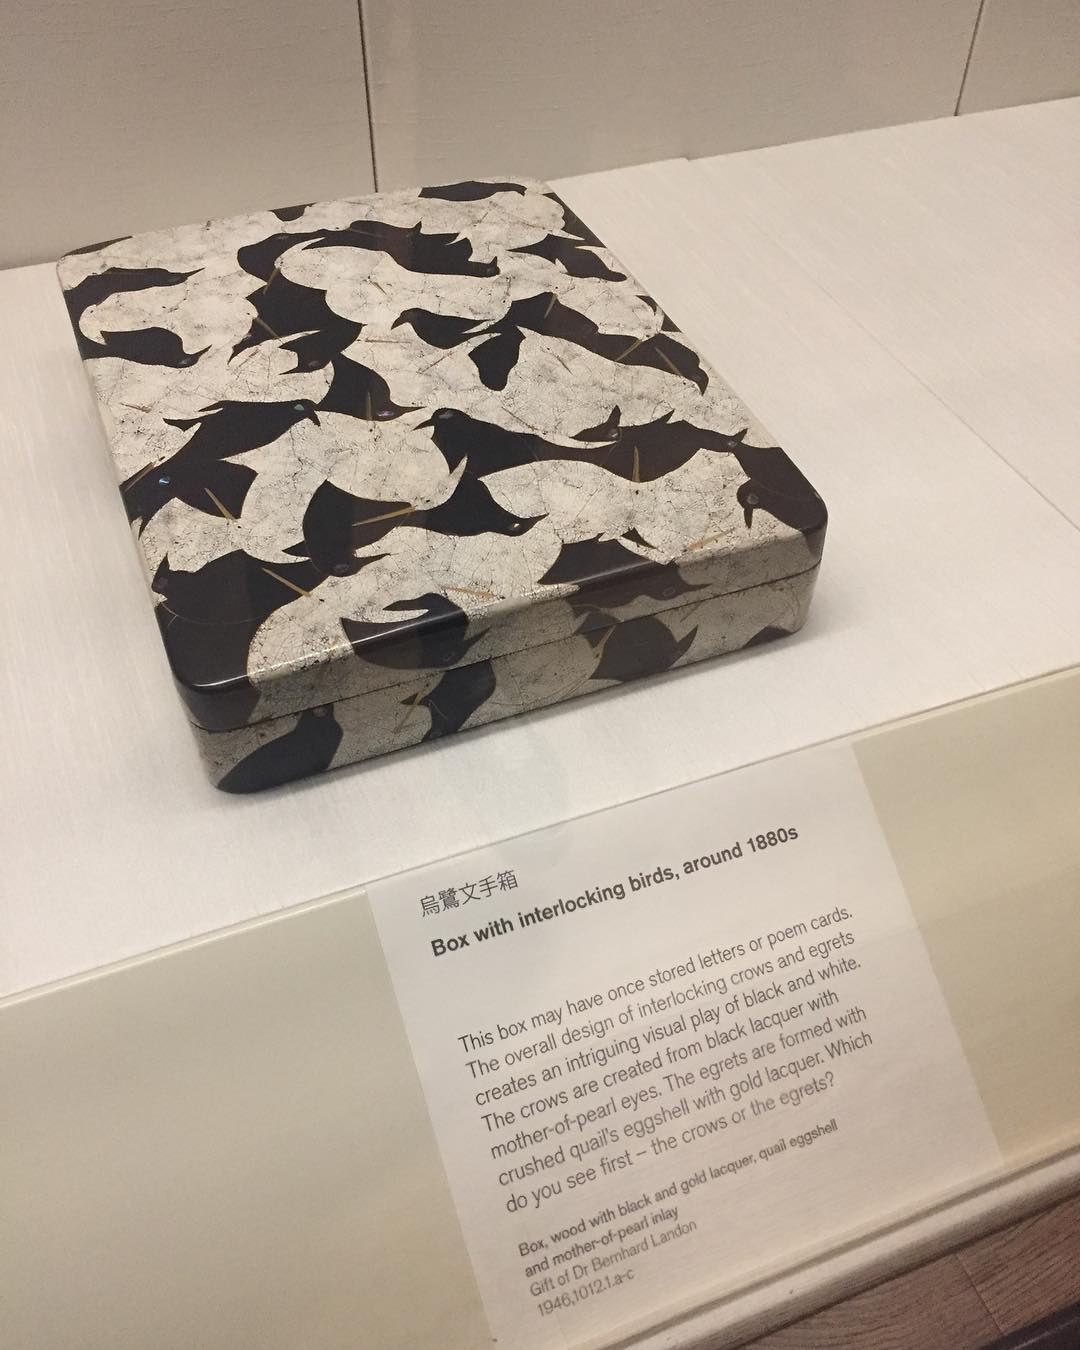 烏鷺文手箱
Box with interlocking birds, around 1880s
This box may have once stored letters or poem cards.
The overall design of interlocking crows and egrets
creates an intriguing visual play of black and white.
The crows are created from black lacquer with
mother-of-pearl eyes. The egrets are formed with
crushed quail's eggshell with gold lacquer. Which
do you see first – the crows or the egrets?
Box, wood with black and gold lacquer, quail eggshell
and mother-of-pearl inlay
Gift of Dr Bernhard Landon
1946,1012.1.a-c